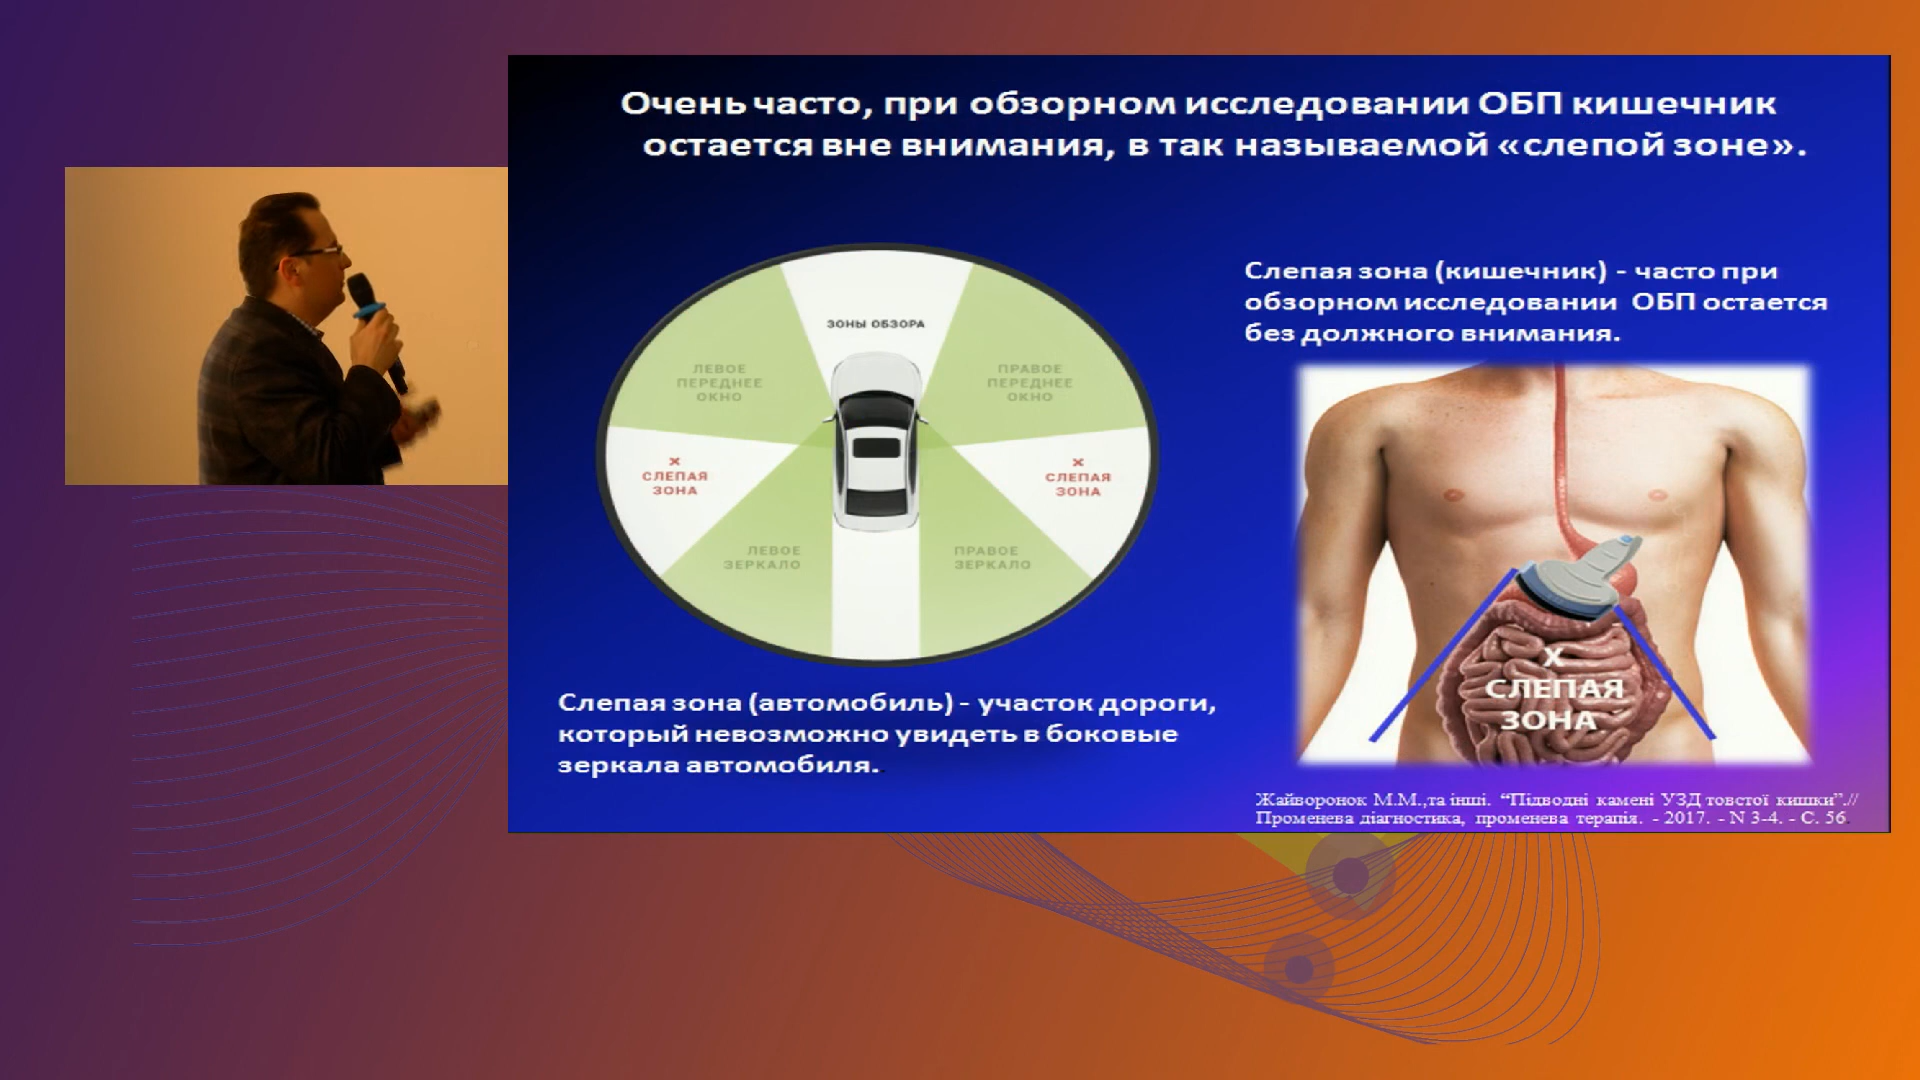 Очень часто, при обзорном исследовании ОБП кишечник
остается вне внимания, в так называемой «слепой зоне».
ЗОНЫ ОБЗОРА
ЛЕВОЕ
ПЕРЕДНЕЕ
ОКНО
ПРАВОЕ
ПЕРЕДНЕЕ
ОКНО
X
СЛЕПАЯ
ЗОНА
X
СЛЕПАЯ
ЗОНА
ЛЕВОЕ
ЗЕРКАЛО
ПРАВОЕ
ЗЕРКАЛО
Слепая зона (автомобиль) - участок дороги,
который невозможно увидеть в боковые
зеркала автомобиля.
Слепая зона (кишечник) - часто при
обзорном исследовании ОБП остается
без должного внимания.
X
СЛЕПАЯ
ЗОНА
Жайворонок М.М.,та інші. “Підводні камені УЗД товстої кишки”.//
Променева діагностика, променева терапія. - 2017. - N 3-4. - С. 56.